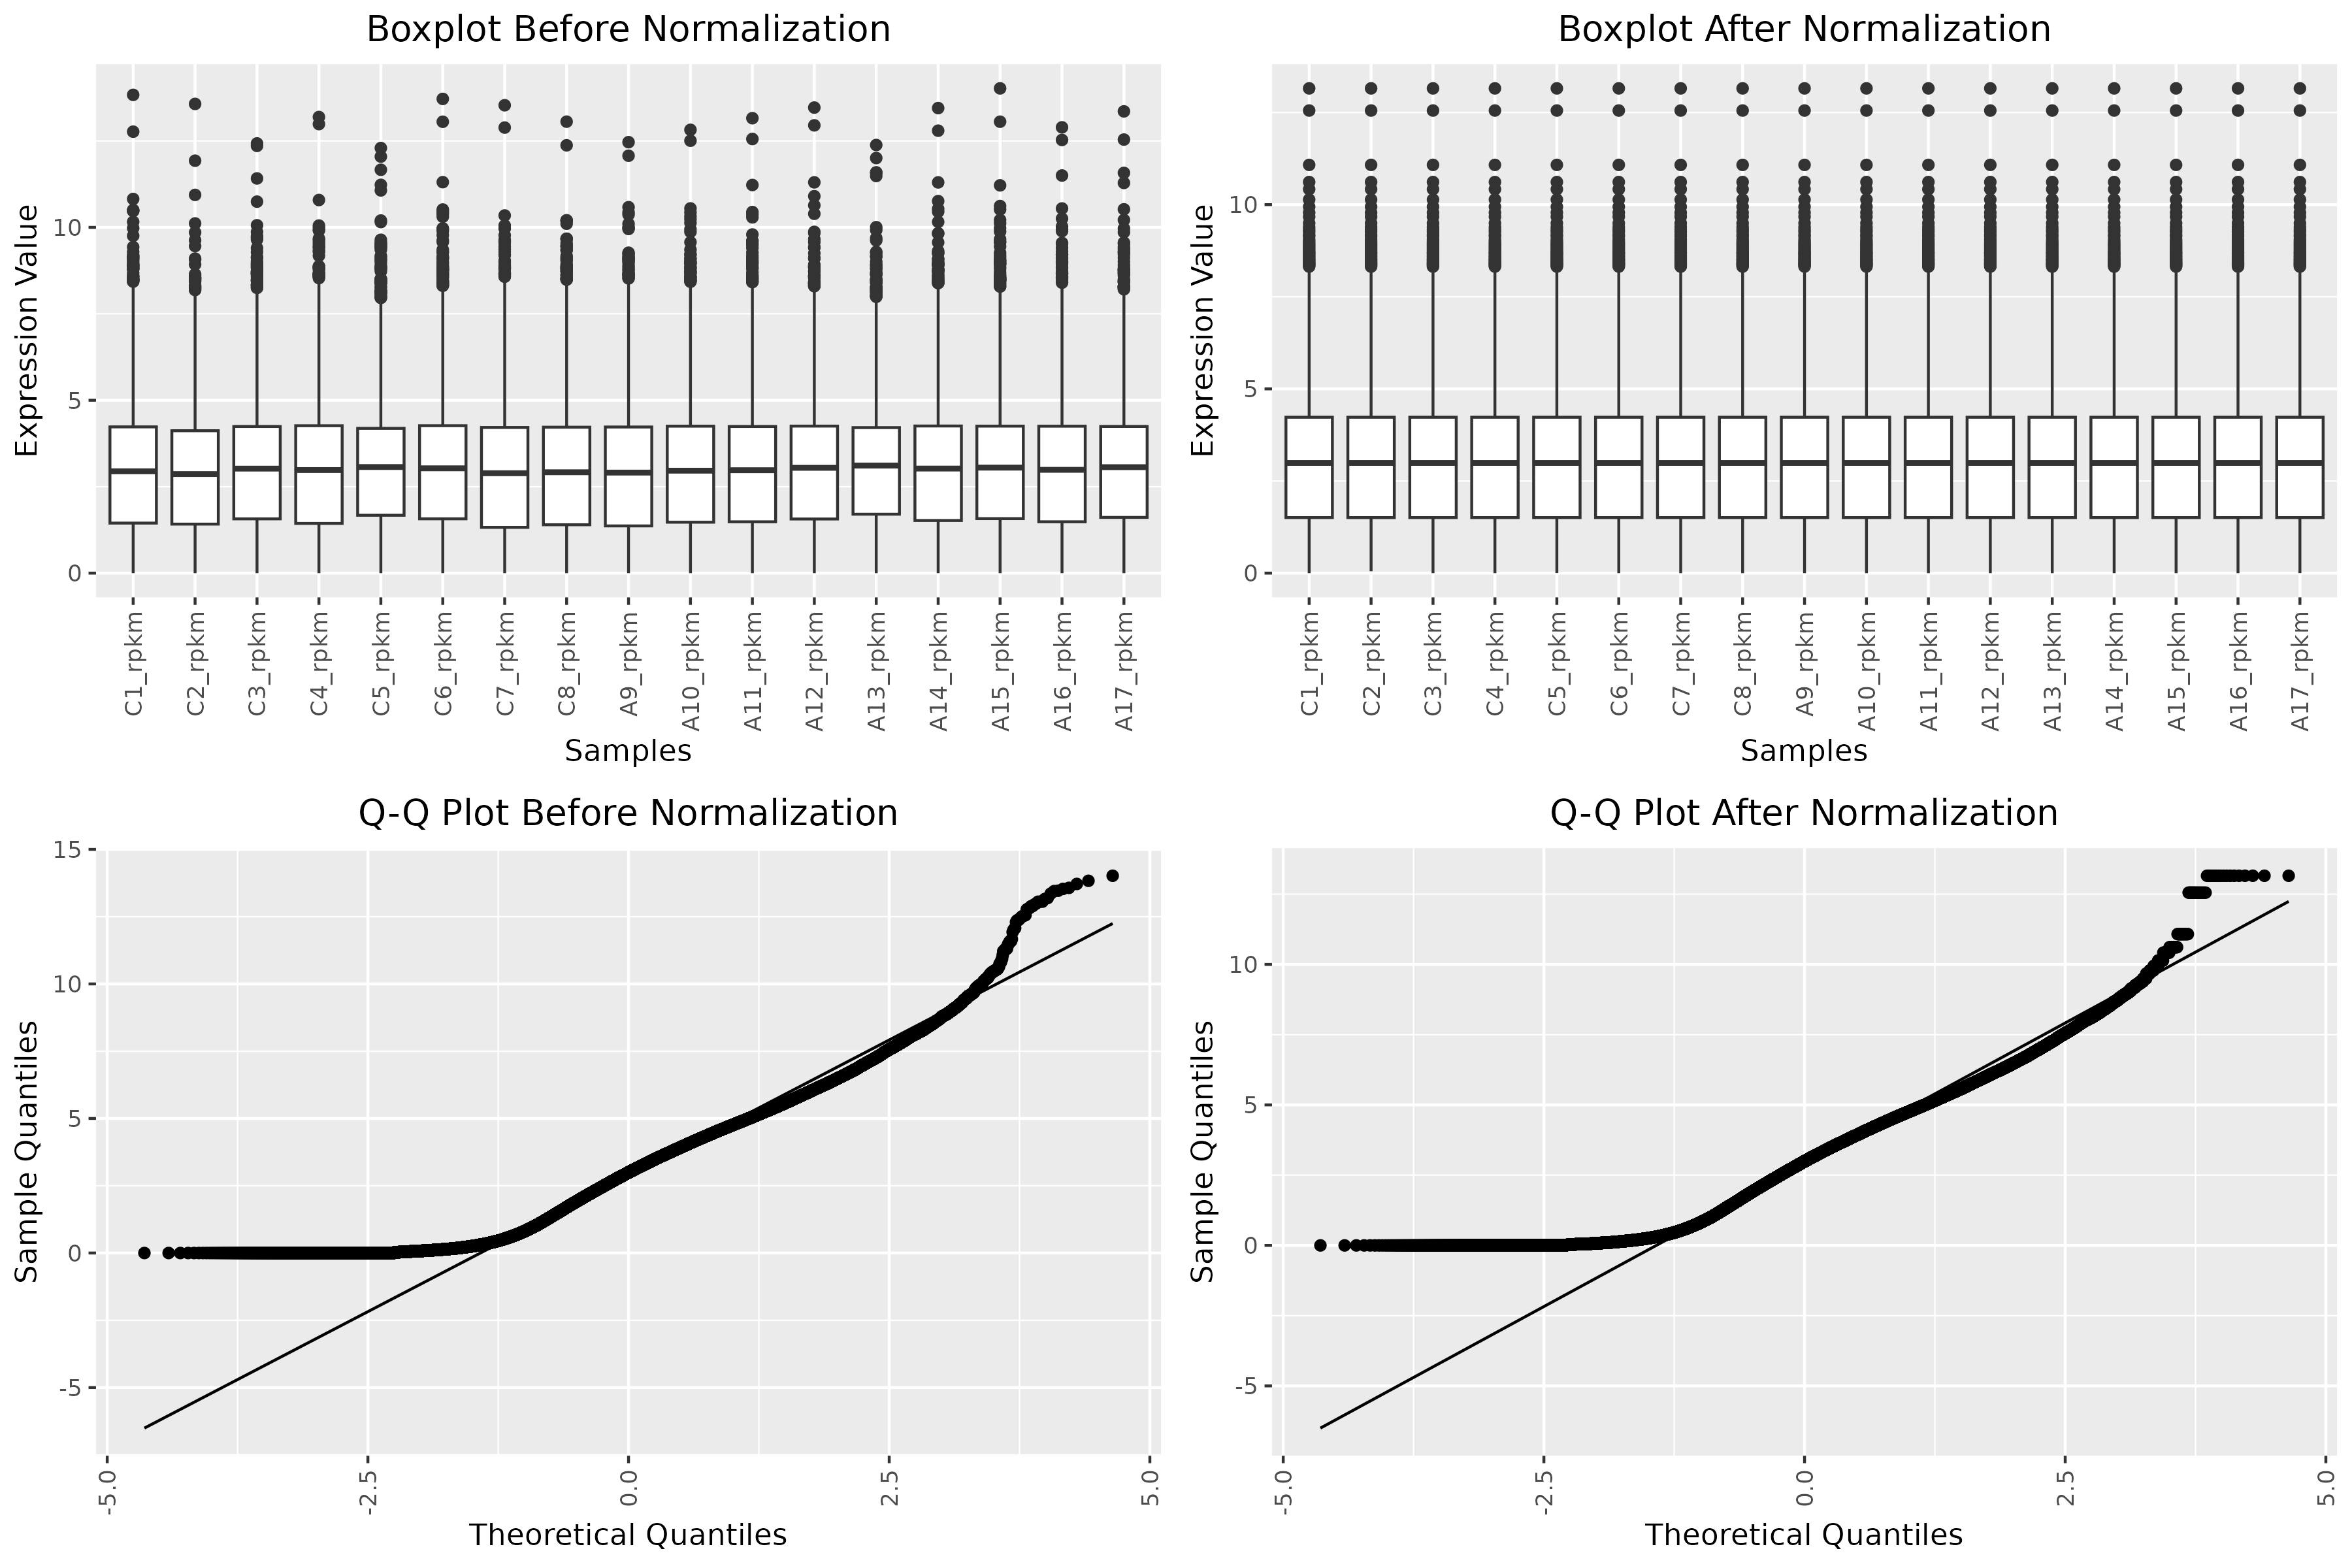 Boxplot Before Normalization
Expression Value
10
5
0
C1_rpkm
C2_rpkm
C3_rpkm
C4_rpkm
C5_rpkm
C6_rpkm
C7_rpkm
C8_rpkm
A9_rpkm
A10_rpkm
A11_rpkm
A12_rpkm
A13_rpkm
A14_rpkm
A15_rpkm
A16_rpkm
A17_rpkm
Samples
Boxplot After Normalization
Expression Value
10
5
0
C1_rpkm
C2_rpkm
C3_rpkm
C4_rpkm
C5_rpkm
C6_rpkm
C7_rpkm
C8_rpkm
A9_rpkm
A10_rpkm
A11_rpkm
A12_rpkm
A13_rpkm
A14_rpkm
A15_rpkm
A16_rpkm
A17_rpkm
Samples
Q-Q Plot Before Normalization
Sample Quantiles
15
10
5
0
-5
-5.0
-2.5
0.0
2.5
5.0
Theoretical Quantiles
Q-Q Plot After Normalization
Sample Quantiles
10
5
0
-5
-5.0
-2.5
0.0
2.5
5.0
Theoretical Quantiles